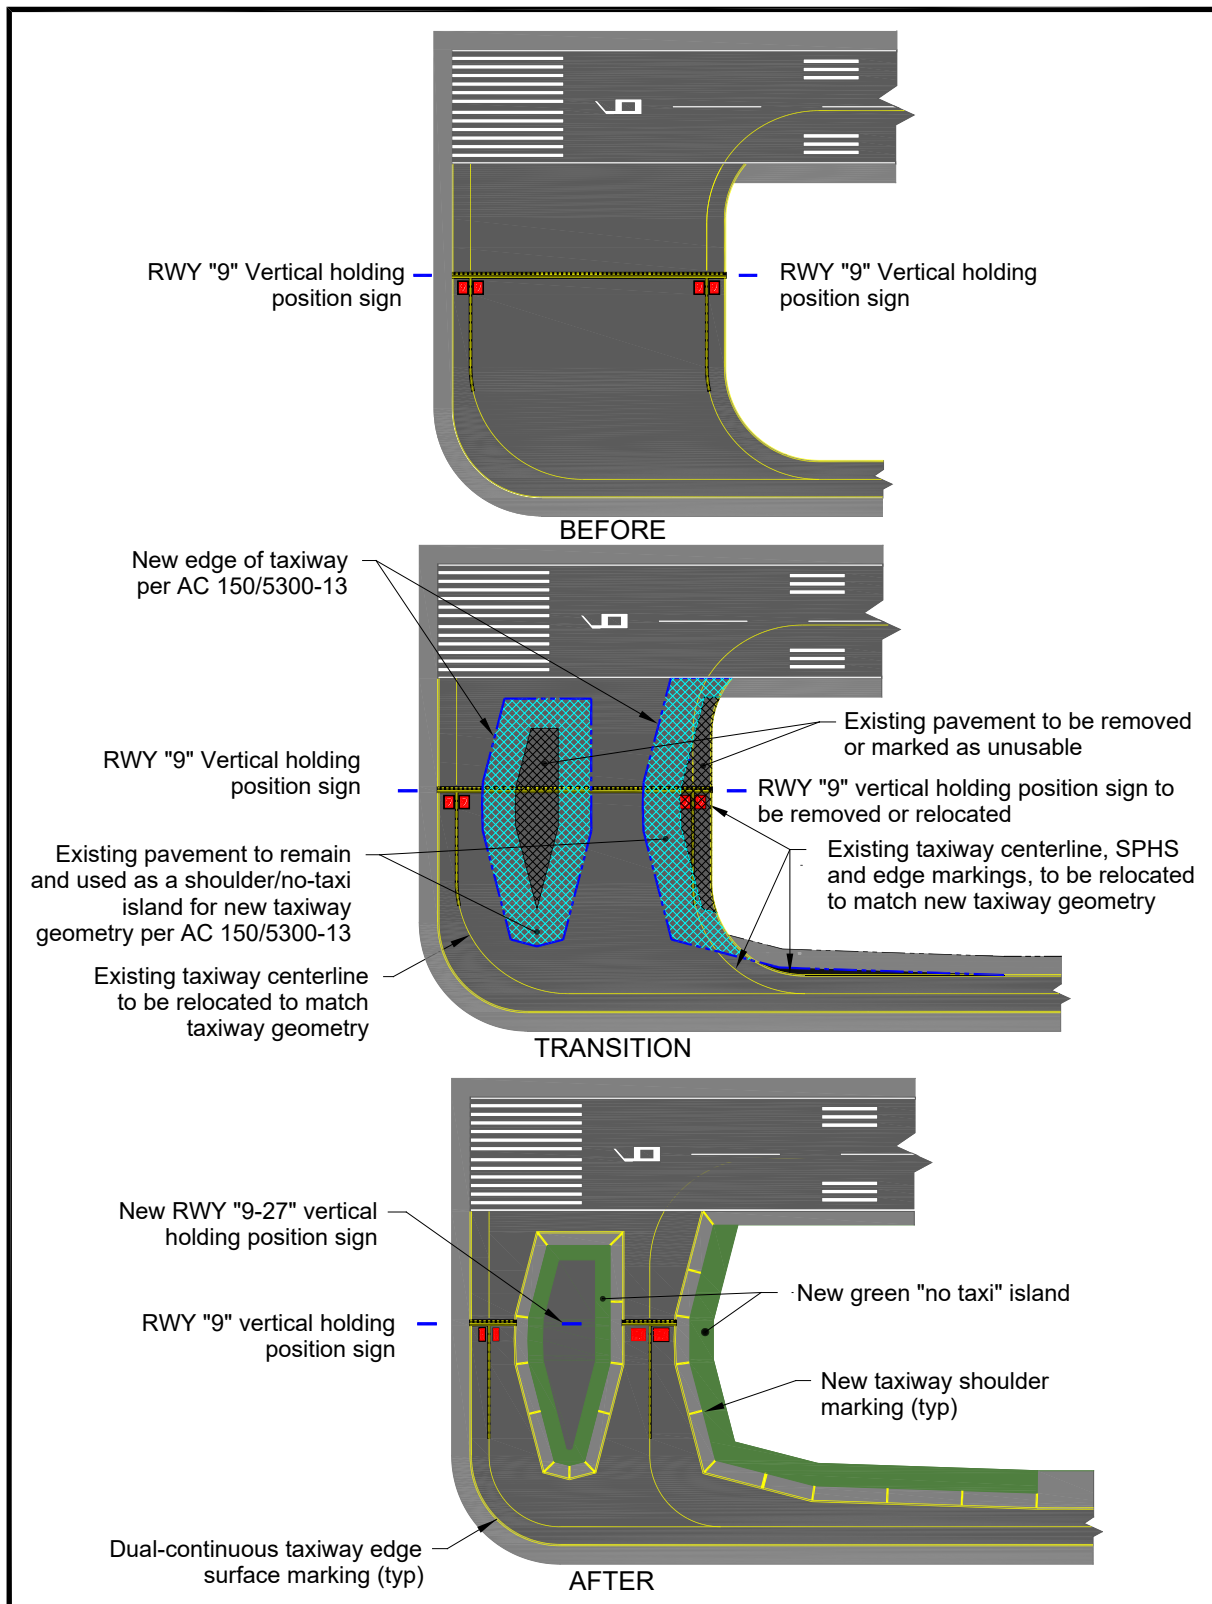 9
RWY "9" Vertical holding
position sign
RWY "9" Vertical holding
position sign
BEFORE
New edge of taxiway
per AC 150/5300-13
9
Existing pavement to be removed
or marked as unusable
RWY "9" Vertical holding
position sign
RWY "9" vertical holding position sign to
be removed or relocated
Existing pavement to remain
and used as a shoulder/no-taxi
island for new taxiway
geometry per AC 150/5300-13
Existing taxiway centerline, SPHS
and edge markings, to be relocated
to match new taxiway geometry
Existing taxiway centerline
to be relocated to match
taxiway geometry
TRANSITION
9
New RWY "9-27" vertical
holding position sign
New green "no taxi" island
RWY "9" vertical holding
position sign
New taxiway shoulder
marking (typ)
Dual-continuous taxiway edge
surface marking (typ)
AFTER